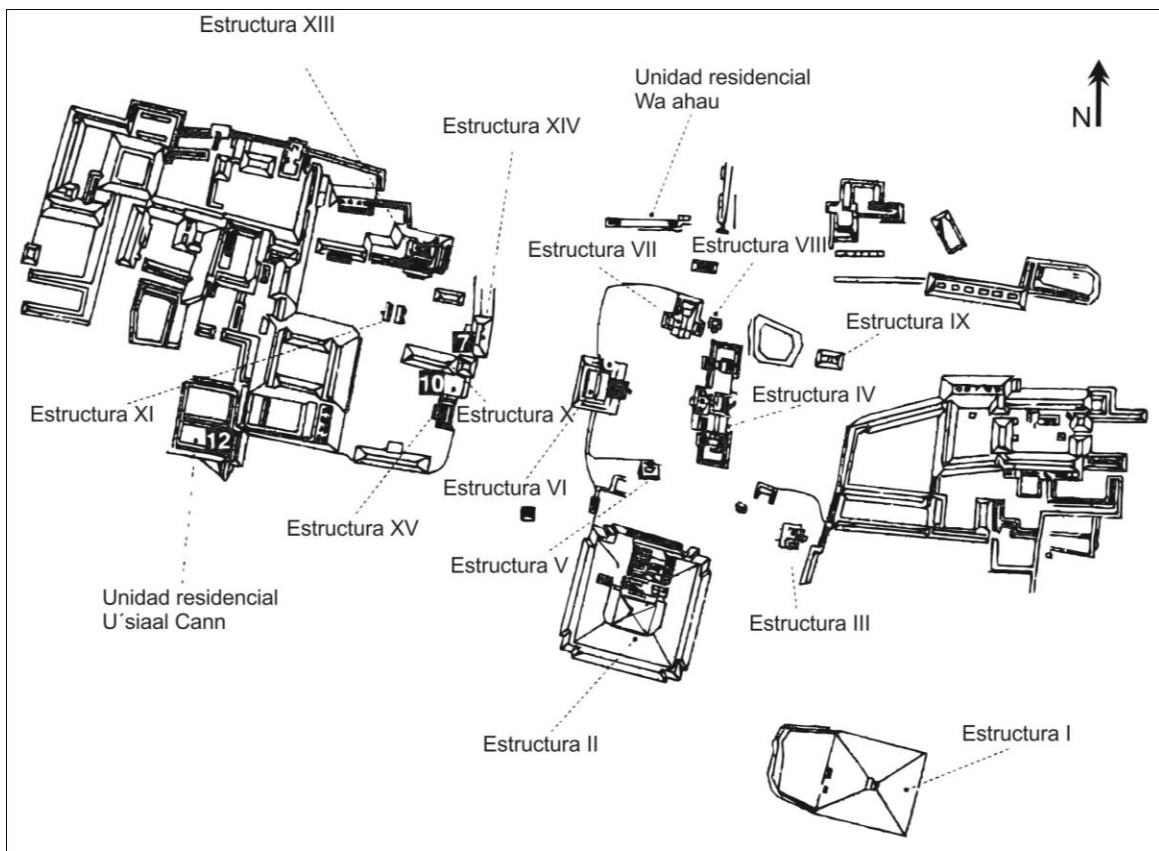 Estructura XIII
Unidad residencial
Wa ahau
N
Estructura XIV
Estructura VII
Estructura VIII
Estructura IX
7
10
Estructura XI
Estructura X
Estructura IV
12
Estructura VI
Estructura XV
Estructura V
Unidad residencial
U´siaal Cann
Estructura III
Estructura II
Estructura I